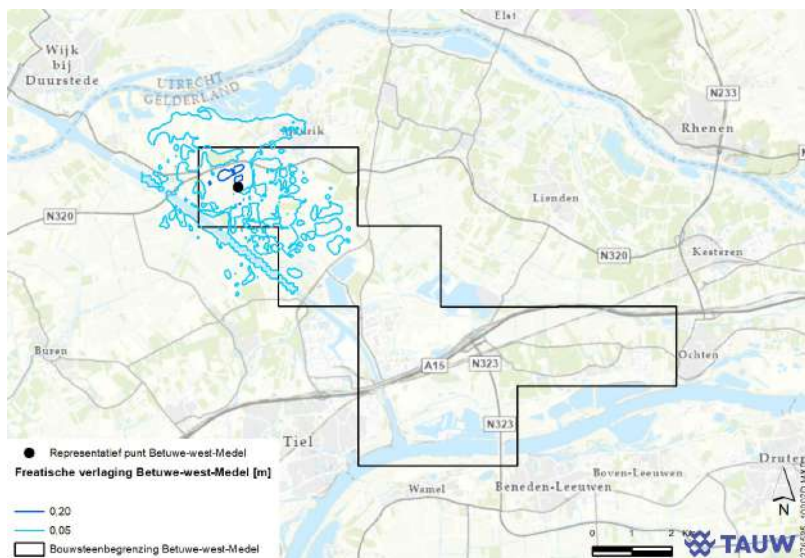 Elst
Wijk
bij
Duurstede
UTRECHT
GELDERLAND
N233
Rhenen
Lienden
N320
N320
Kesteren
Buren
A15
N323
Ochten
N323
Tiel
Wamel
Beneden-Leeuwen
Boven-Leeuwen
Druten
Representatief punt Betuwe-west-Medel
Freatische verlaging Betuwe-west-Medel [m]
0,20
0,05
Bouwsteenbegrenzing Betuwe-west-Medel
N
0
2
TAUW